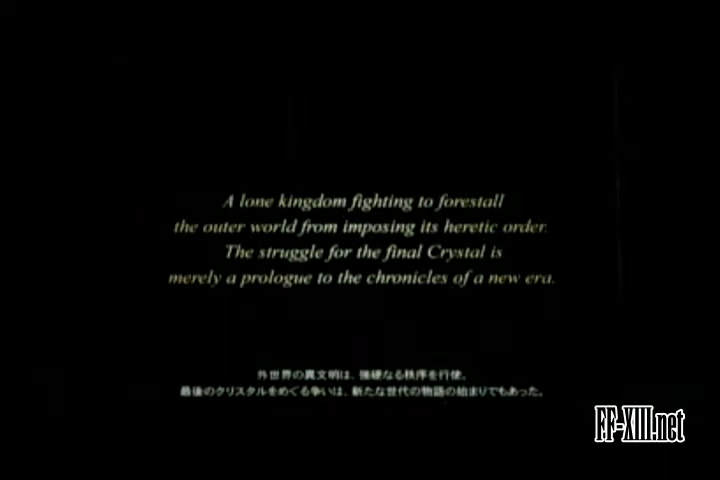 A lone kingdom fighting to forestall
the outer world from imposing its heretic order.
The struggle for the final Crystal is
merely a prologue to the chronicles of a new era.
外世界の異文明は、強硬なる秩序を行使。
最後のクリスタルをめぐる争いは、新たな世代の物語の始まりでもあった。
FF-XIII.net